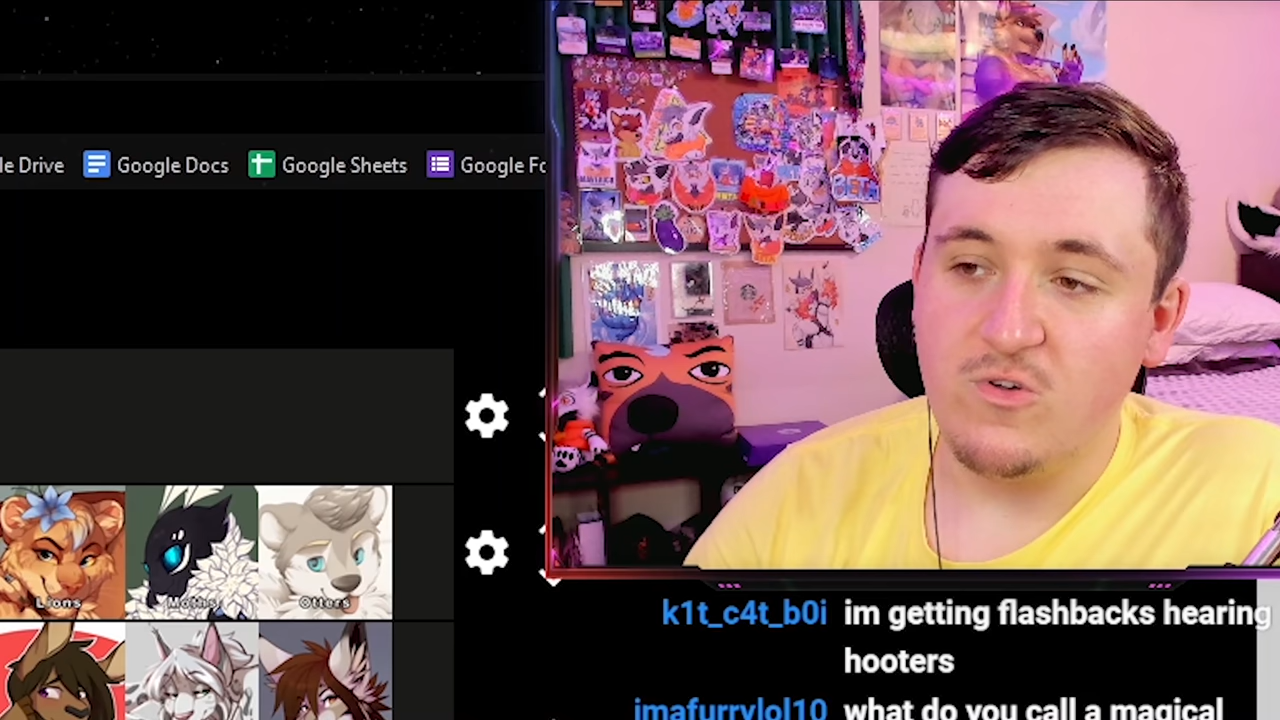 le Drive
Google Docs
Google Sheets
Google Fo
Lions
Moths
Otters
k1t_c4t_b0i im getting flashbacks hearing
hooters
imafurrylol10 what do you call a magical